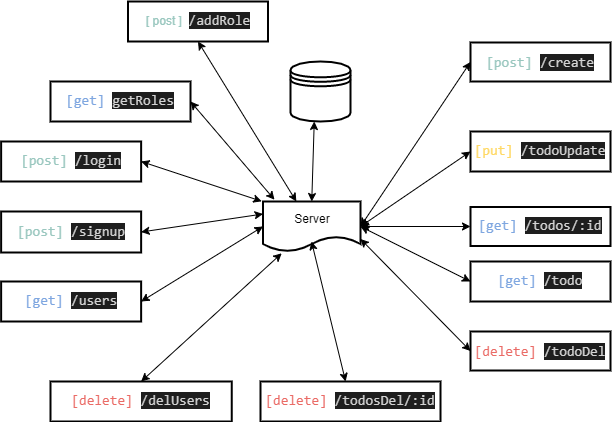 [post] /addRole
[post] /create
[get] getRoles
[put] /todoUpdate
[post] /login
Server
[post] /signup
[get] /todos/:id
[get] /users
[get] /todo
[delete] /todoDel
[delete] /delUsers
[delete] /todosDel/:id